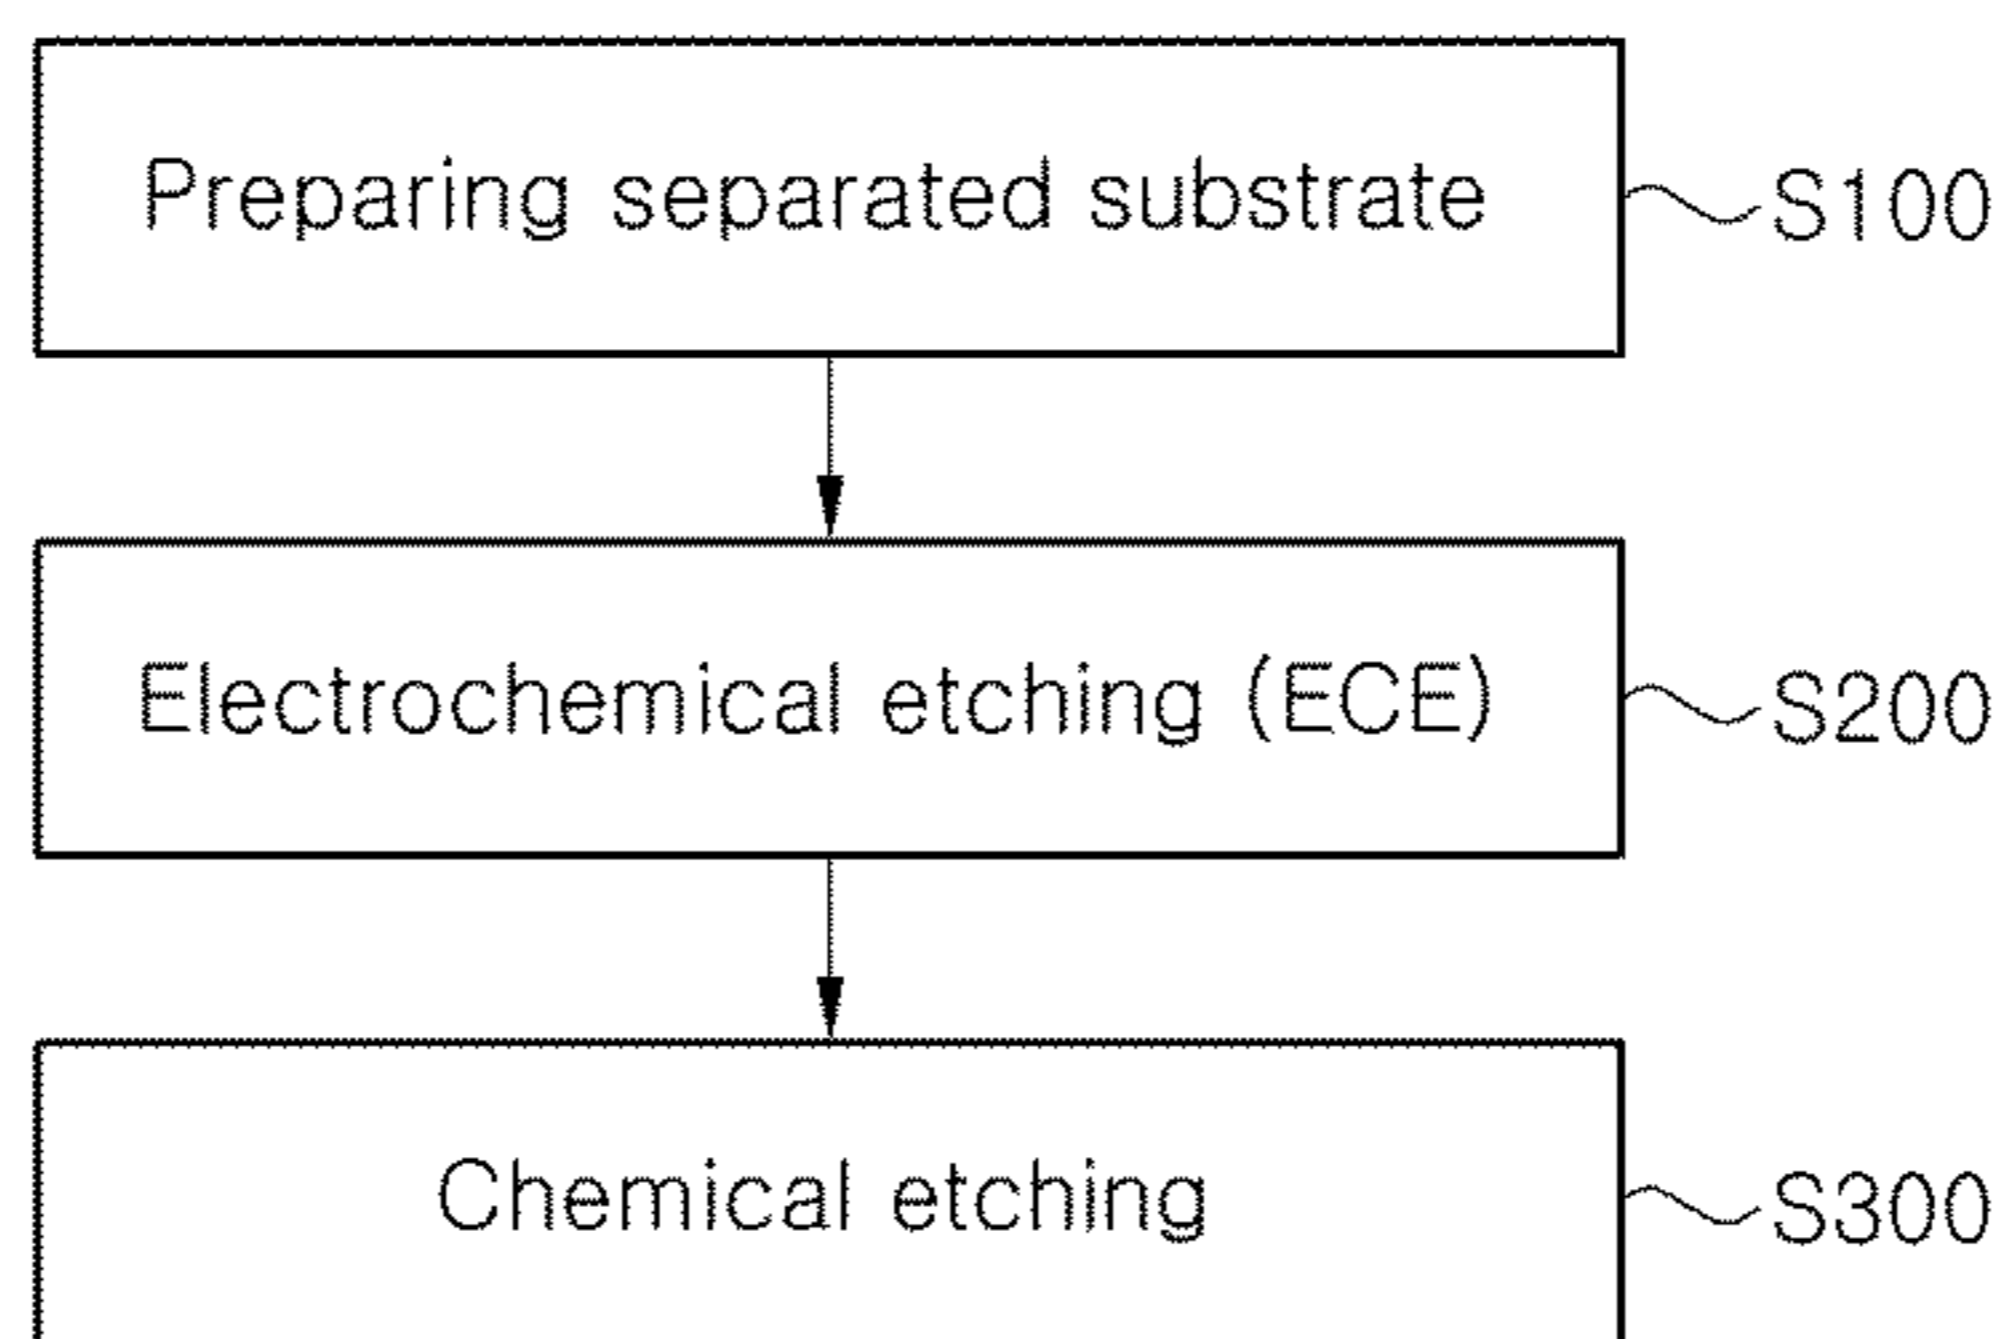 Preparing separated substrate S100
Electrochemical etching (ECE) S200
Chemical etching S300